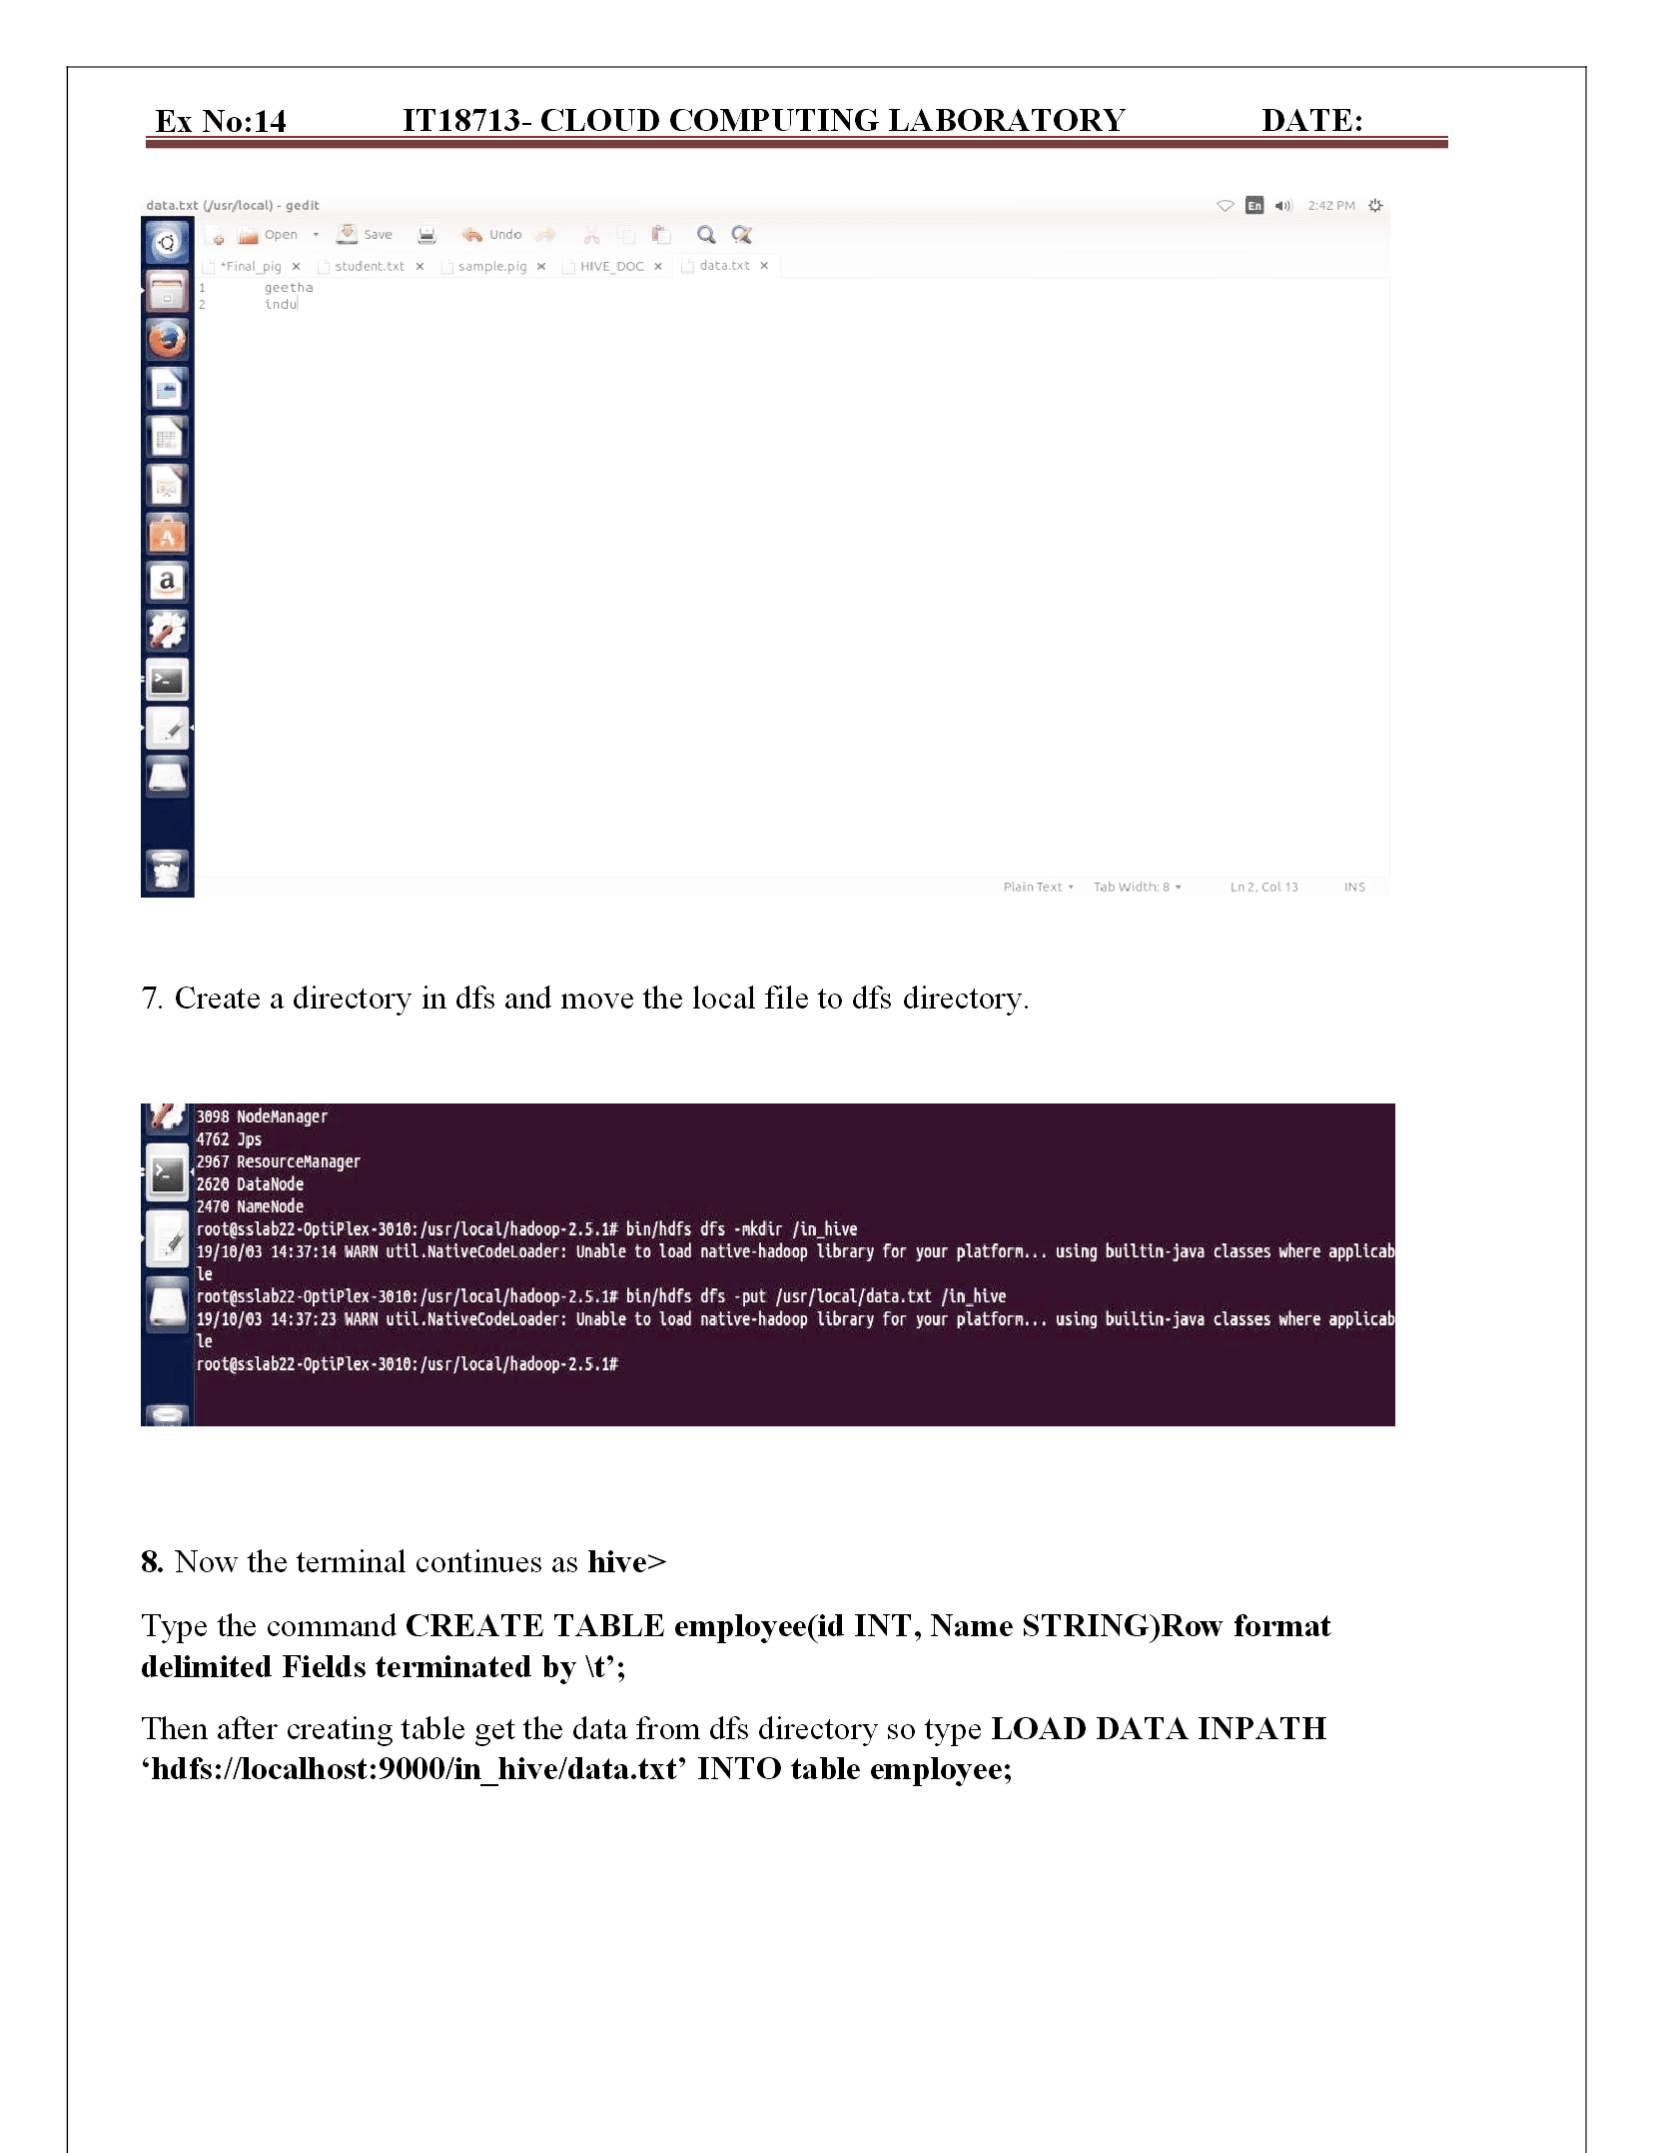 Ex No:14 IT18713- CLOUD COMPUTING LABORATORY DATE:
data.txt (/usr/local) - gedit En 2:42 PM
Open Save Undo
*Final_pig × student.txt × sample.pig × HIVE_DOC × data.txt ×
1 geetha
2 indu
a
Plain Text Tab Width: 8 Ln 2, Col 13 INS
7. Create a directory in dfs and move the local file to dfs directory.
3098 NodeManager
4762 Jps
2967 ResourceManager
2620 DataNode
2470 NameNode
root@sslab22-OptiPlex-3010:/usr/local/hadoop-2.5.1# bin/hdfs dfs -mkdir /in_hive
19/10/03 14:37:14 WARN util.NativeCodeLoader: Unable to load native-hadoop library for your platform... using builtin-java classes where applicab
le
root@sslab22-OptiPlex-3010:/usr/local/hadoop-2.5.1# bin/hdfs dfs -put /usr/local/data.txt /in_hive
19/10/03 14:37:23 WARN util.NativeCodeLoader: Unable to load native-hadoop library for your platform... using builtin-java classes where applicab
le
root@sslab22-OptiPlex-3010:/usr/local/hadoop-2.5.1#
8. Now the terminal continues as hive>
Type the command CREATE TABLE employee(id INT, Name STRING)Row format
delimited Fields terminated by \t’;
Then after creating table get the data from dfs directory so type LOAD DATA INPATH
‘hdfs://localhost:9000/in_hive/data.txt’ INTO table employee;